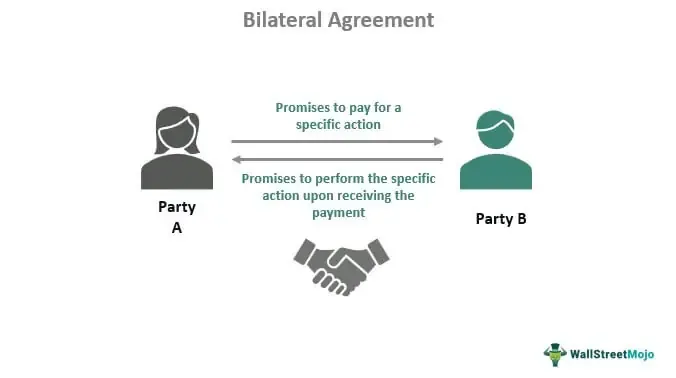 Bilateral Agreement
Promises to pay for a
specific action
Promises to perform the specific
action upon receiving the
payment
Party
A
Party B
WallStreetMojo